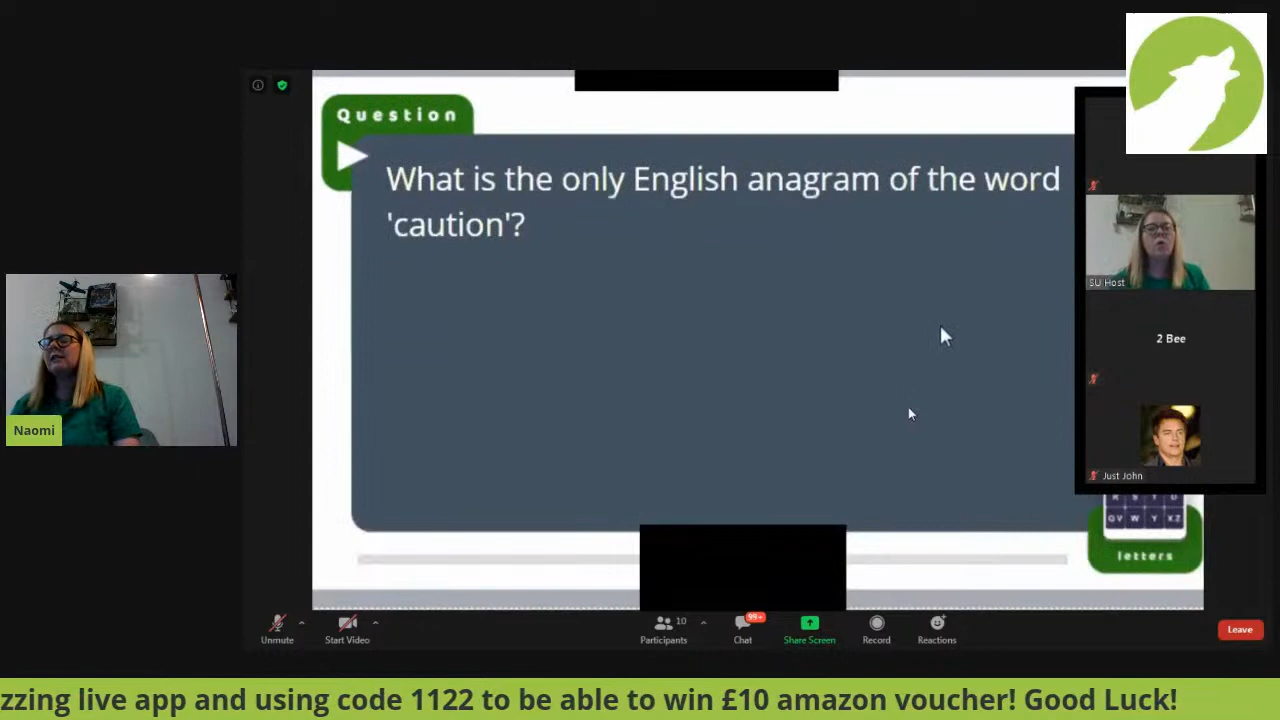 Question
What is the only English anagram of the word
'caution'?
SU Host
2 Bee
Just John
Naomi
R S T U
QV W Y XZ
letters
Unmute
Start Video
10
Participants
99+
Chat
Share Screen
Record
Reactions
Leave
zzing live app and using code 1122 to be able to win £10 amazon voucher! Good Luck!